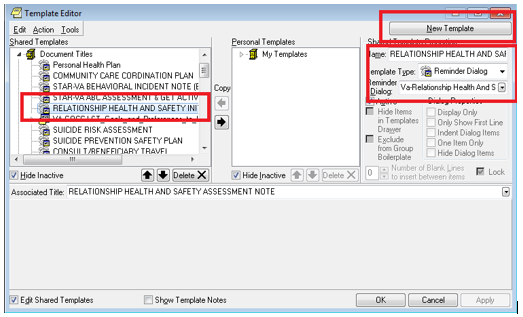 Template Editor
Edit Action Tools
New Template
Shared Templates
Document Titles
Personal Health Plan
COMMUNITY CARE CORDINATION PLAN
STAR-VA BEHAVIORAL INCIDENT NOTE (E
STAR-VA ABC ASSESSMENT & GET ACTIV
RELATIONSHIP HEALTH AND SAFETY INI
SUICIDE RISK ASSESSMENT
SUICIDE PREVENTION SAFETY PLAN
CONSULT/BENEFICIARY TRAVEL
Hide Inactive
Delete
Copy
Personal Templates
My Templates
Hide Inactive
Delete
Name: RELATIONSHIP HEALTH AND SAI
Template Type: Reminder Dialog
Reminder Dialog: Va-Relationship Health And S
Active
Hide Items in Templates Drawer
Exclude from Group Boilerplate
Dialog Properties
Display Only
Only Show First Line
Indent Dialog Items
One Item Only
Hide Dialog Items
0 Number of Blank Lines to insert between items
Lock
Associated Title: RELATIONSHIP HEALTH AND SAFETY ASSESSMENT NOTE
Edit Shared Templates
Show Template Notes
OK
Cancel
Apply